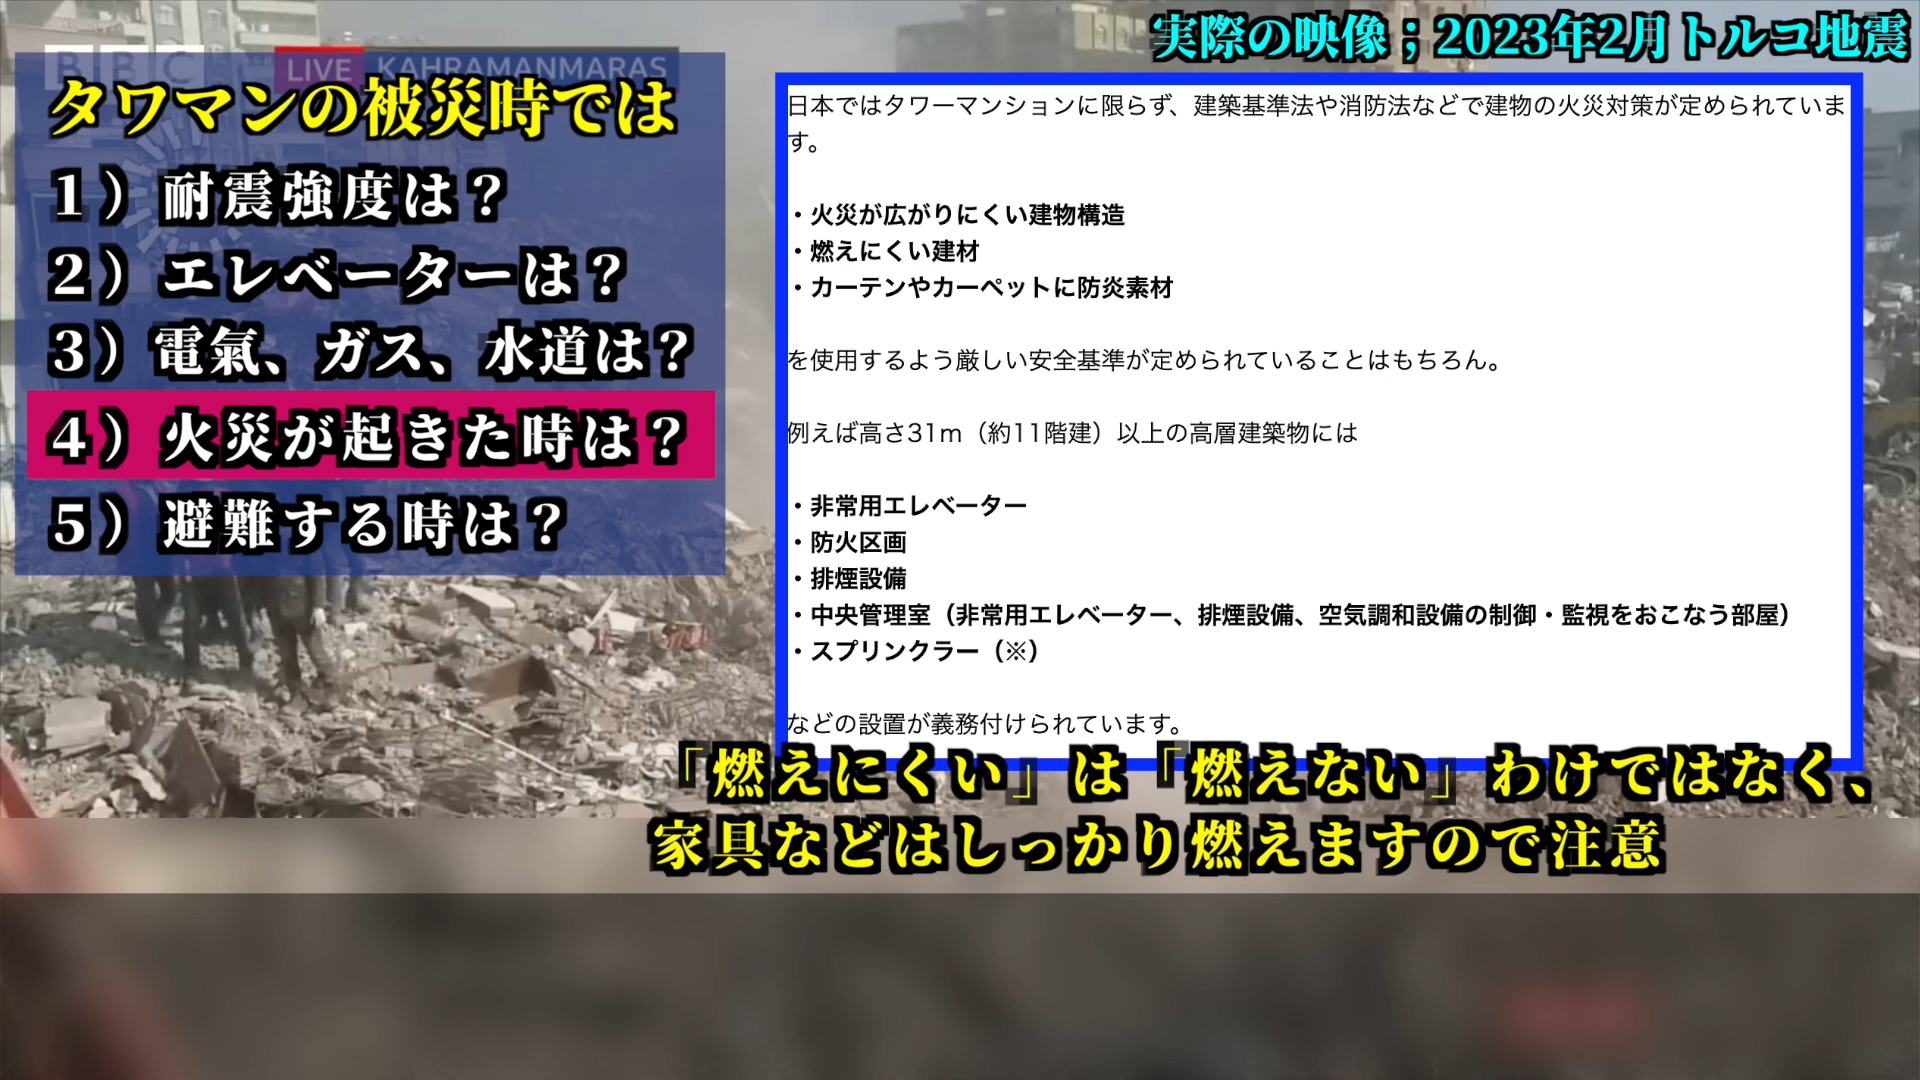 実際の映像；2023年2月トルコ地震
BBC
LIVE KAHRAMANMARAS
タワマンの被災時では
１）耐震強度は？
２）エレベーターは？
３）電氣、ガス、水道は？
４）火災が起きた時は？
５）避難する時は？
日本ではタワーマンションに限らず、建築基準法や消防法などで建物の火災対策が定められていま
す。
・火災が広がりにくい建物構造
・燃えにくい建材
・カーテンやカーペットに防炎素材
を使用するよう厳しい安全基準が定められていることはもちろん。
例えば高さ31m（約11階建）以上の高層建築物には
・非常用エレベーター
・防火区画
・排煙設備
・中央管理室（非常用エレベーター、排煙設備、空気調和設備の制御・監視をおこなう部屋）
・スプリンクラー（※）
などの設置が義務付けられています。
「燃えにくい」は「燃えない」わけではなく、
家具などはしっかり燃えますので注意